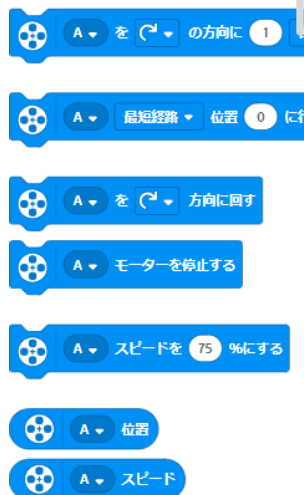 A を の方向に 1
A 最短経路 位置 0 に
A を 方向に回す
A モーターを停止する
A スピードを 75 %にする
A 位置
A スピード